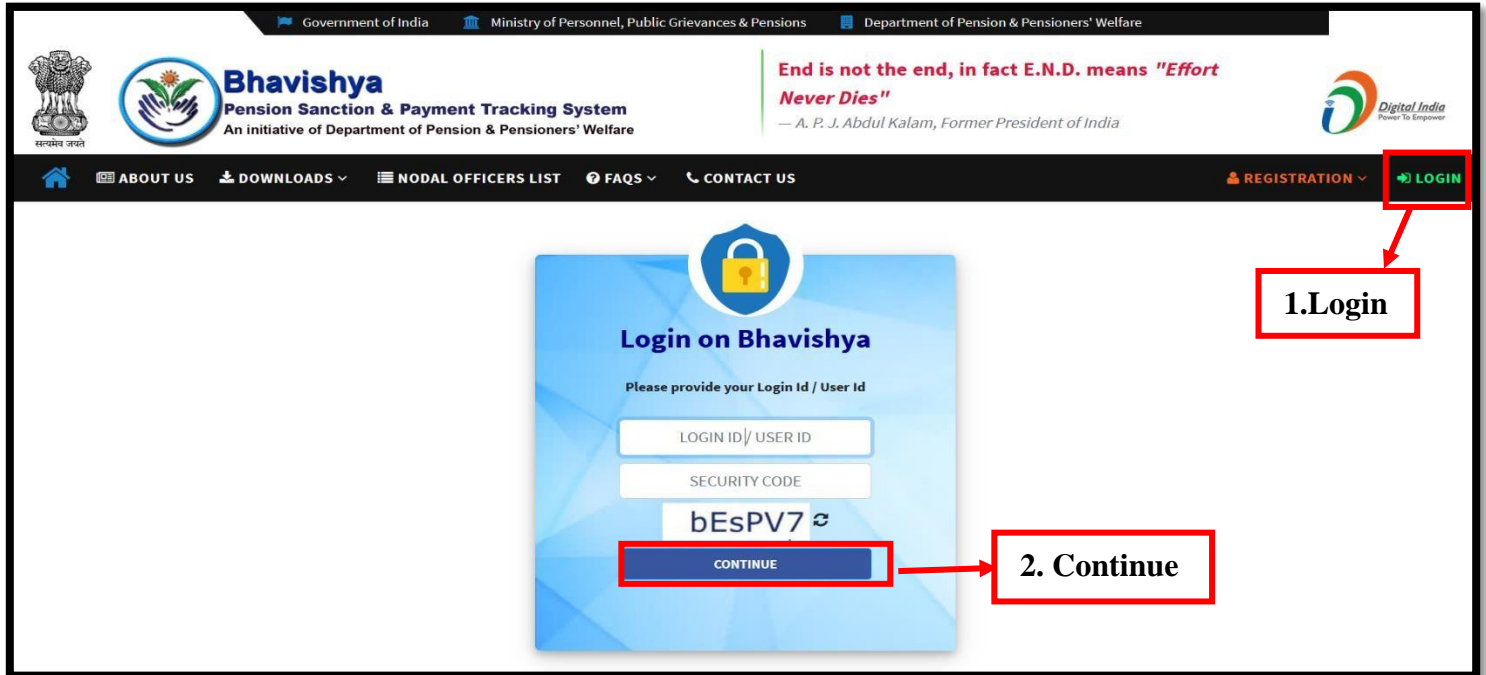 Government of India Ministry of Personnel, Public Grievances & Pensions Department of Pension & Pensioners' Welfare
सत्यमेव जयते
Bhavishya
Pension Sanction & Payment Tracking System
An initiative of Department of Pension & Pensioners' Welfare
End is not the end, in fact E.N.D. means "Effort
Never Dies"
— A. P. J. Abdul Kalam, Former President of India
Digital India
Power To Empower
ABOUT US DOWNLOADS NODAL OFFICERS LIST FAQS CONTACT US REGISTRATION LOGIN
1.Login
Login on Bhavishya
Please provide your Login Id / User Id
LOGIN ID / USER ID
SECURITY CODE
bEsPV7
CONTINUE
2. Continue